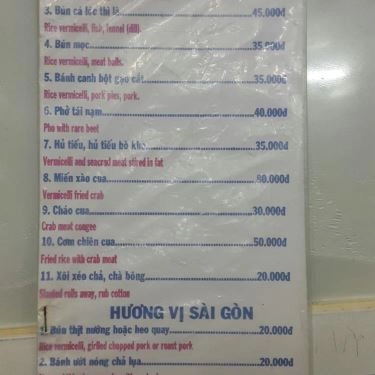 3. Bún cá lóc thì là.....................45.000đ
Rice vermicelli, fish, fennel (dill).
4. Bún mọc..............................35.000đ
Rice vermicelli, meat balls.
5. Bánh canh bột gạo cắt............35.000đ
Rice vermicelli, pork pies, pork.
6. Phở tái nạm..........................40.000đ
Pho with rare beef
7. Hủ tiếu, hủ tiếu bò kho..........35.000đ
Vermicelli and seacrod meat stired in fat
8. Miến xào cua.........................80.000đ
Vermicelli fried crab
9. Cháo cua...............................30.000đ
Crab meat congee
10. Cơm chiên cua.....................50.000đ
Fried rice with crab meat
11. Xôi xéo chả, chà bông..........20.000đ
Slanted rolls away, rub cotton
HƯƠNG VỊ SÀI GÒN
1. Bún thịt nướng hoặc heo quay..........20.000đ
Rice vermicelli, girlled chopped pork or roast pork
2. Bánh ướt nóng chả lụa....................20.000đ